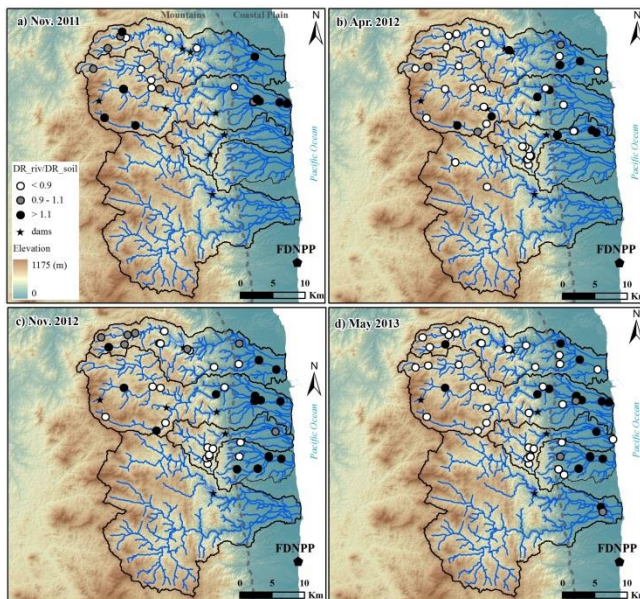 a) Nov. 2011
Mountains
Coastal Plain
N
DR_riv/DR_soil
< 0.9
0.9 - 1.1
> 1.1
dams
Elevation
1175 (m)
0
Pacific Ocean
FDNPP
0 5 10
Km
b) Apr. 2012
N
Pacific Ocean
FDNPP
0 5 10
Km
c) Nov. 2012
N
Pacific Ocean
FDNPP
0 5 10
Km
d) May 2013
N
Pacific Ocean
FDNPP
0 5 10
Km